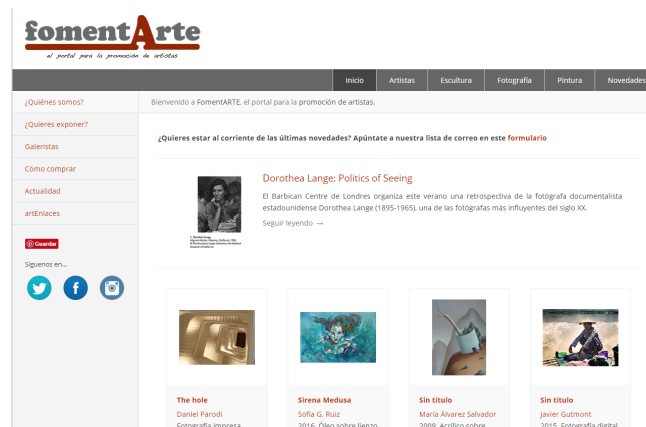 fomentArte
el portal para la promoción de artistas
Inicio Artistas Escultura Fotografía Pintura Novedades
¿Quiénes somos?
¿Quieres exponer?
Galeristas
Cómo comprar
Actualidad
artEnlaces
Guardar
Síguenos en...
Bienvenido a FomentARTE, el portal para la promoción de artistas.
¿Quieres estar al corriente de las últimas novedades? Apúntate a nuestra lista de correo en este formulario
Dorothea Lange: Politics of Seeing
El Barbican Centre de Londres organiza este verano una retrospectiva de la fotógrafa documentalista
estadounidense Dorothea Lange (1895-1965), una de las fotógrafas más influyentes del siglo XX.
Seguir leyendo →
The hole
Daniel Parodi
Fotografía impresa
Sirena Medusa
Sofía G. Ruiz
2016. Óleo sobre lienzo
Sin título
María Álvarez Salvador
2009. Acrílico sobre
Sin título
Javier Gutmont
2015. Fotografía digital